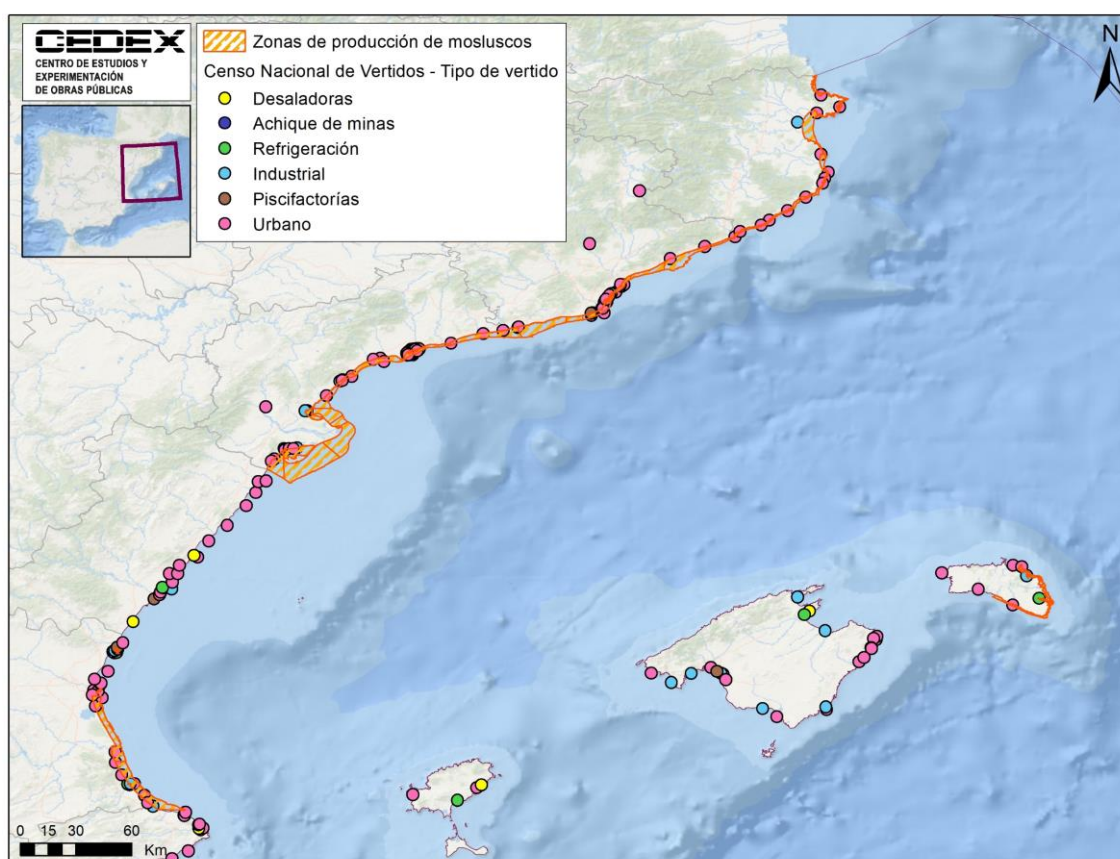 CEDEX
CENTRO DE ESTUDIOS Y
EXPERIMENTACIÓN
DE OBRAS PÚBLICAS
Zonas de producción de mosluscos
Censo Nacional de Vertidos - Tipo de vertido
Desaladoras
Achique de minas
Refrigeración
Industrial
Piscifactorías
Urbano
N
0 15 30 60
Km